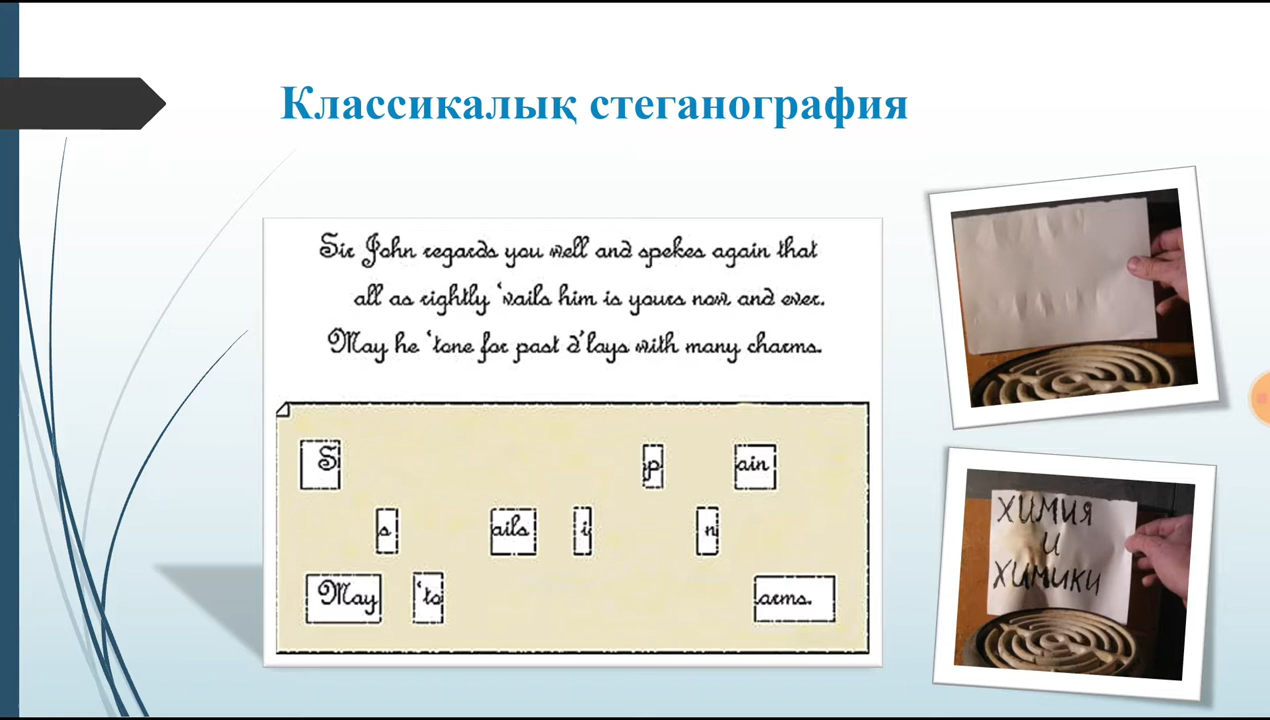 Классикалық стеганография
Sir John regards you well and spekes again that
all as rightly ‘vails him is yours now and ever.
May he ‘tone for past d’lays with many charms.
S p ain
s ails i n
May ‘to arms.
ХИМИЯ
И
ХИМИКИ